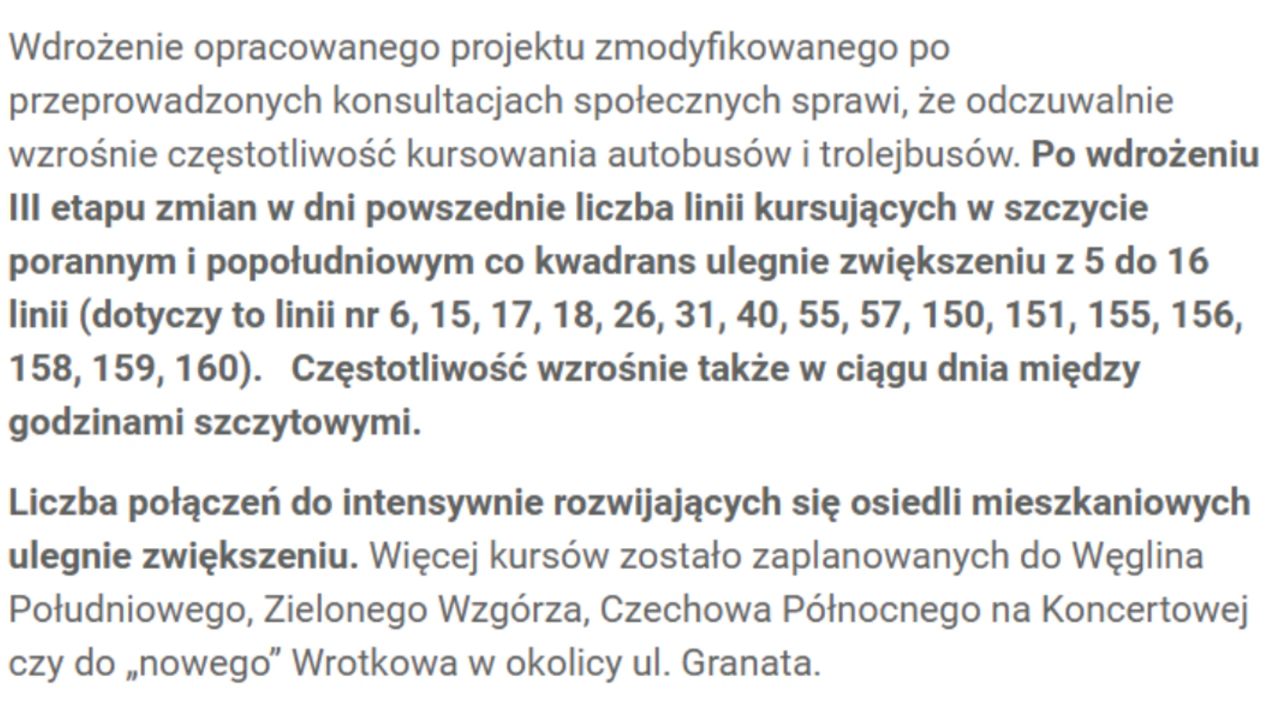 Wdrożenie opracowanego projektu zmodyfikowanego po
przeprowadzonych konsultacjach społecznych sprawi, że odczuwalnie
wzrośnie częstotliwość kursowania autobusów i trolejbusów. Po wdrożeniu
III etapu zmian w dni powszednie liczba linii kursujących w szczycie
porannym i popołudniowym co kwadrans ulegnie zwiększeniu z 5 do 16
linii (dotyczy to linii nr 6, 15, 17, 18, 26, 31, 40, 55, 57, 150, 151, 155, 156,
158, 159, 160).   Częstotliwość wzrośnie także w ciągu dnia między
godzinami szczytowymi.
Liczba połączeń do intensywnie rozwijających się osiedli mieszkaniowych
ulegnie zwiększeniu. Więcej kursów zostało zaplanowanych do Węglina
Południowego, Zielonego Wzgórza, Czechowa Północnego na Koncertowej
czy do „nowego” Wrotkowa w okolicy ul. Granata.